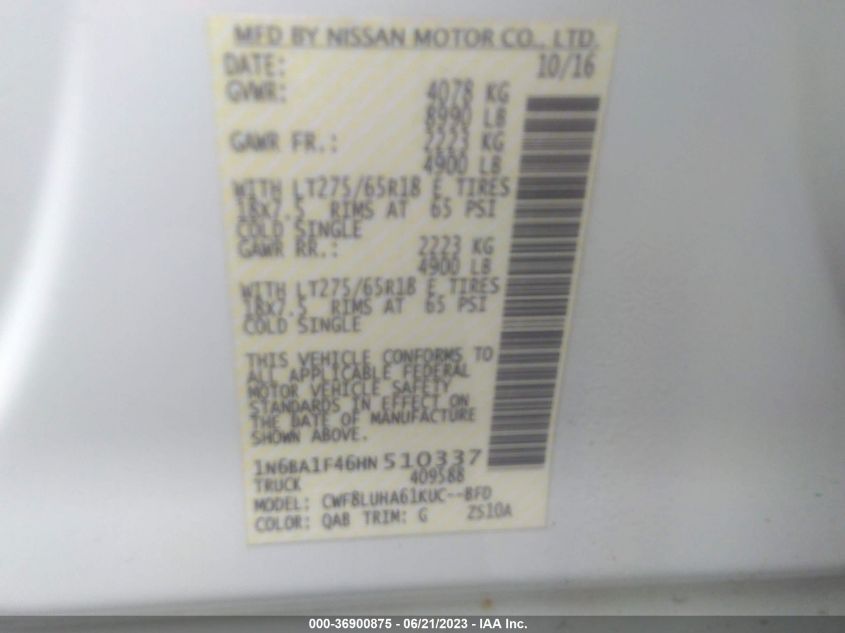 MFD BY NISSAN MOTOR CO., LTD.
DATE: 10/16
GVWR: 4078 KG
8990 LB
GAWR FR.: 2223 KG
4900 LB
WITH LT275/65R18 E TIRES
18X7.5 RIMS AT 65 PSI
COLD SINGLE
GAWR RR.: 2223 KG
4900 LB
WITH LT275/65R18 E TIRES
18X7.5 RIMS AT 65 PSI
COLD SINGLE
THIS VEHICLE CONFORMS TO
ALL APPLICABLE FEDERAL
MOTOR VEHICLE SAFETY
STANDARDS IN EFFECT ON
THE DATE OF MANUFACTURE
SHOWN ABOVE.
1N6BA1F46HN 510337
TRUCK 409588
MODEL: CWF8LUHA61KUC--BFD
COLOR: QAB TRIM: G ZS10A
000-36900875 - 06/21/2023 - IAA Inc.